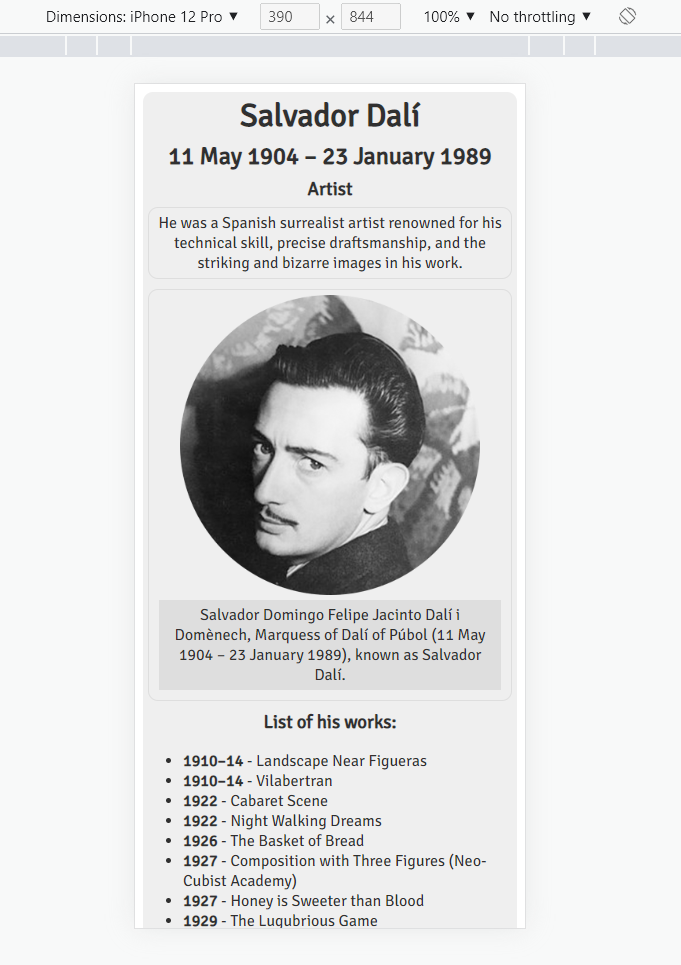 Dimensions: iPhone 12 Pro ▼ 390 × 844 100% ▼ No throttling ▼
Salvador Dalí
11 May 1904 – 23 January 1989
Artist
He was a Spanish surrealist artist renowned for his
technical skill, precise draftsmanship, and the
striking and bizarre images in his work.
Salvador Domingo Felipe Jacinto Dalí i
Domènech, Marquess of Dalí of Púbol (11 May
1904 – 23 January 1989), known as Salvador
Dalí.
List of his works:
• 1910–14 - Landscape Near Figueras
• 1910–14 - Vilabertran
• 1922 - Cabaret Scene
• 1922 - Night Walking Dreams
• 1926 - The Basket of Bread
• 1927 - Composition with Three Figures (Neo-
Cubist Academy)
• 1927 - Honey is Sweeter than Blood
• 1929 - The Lugubrious Game